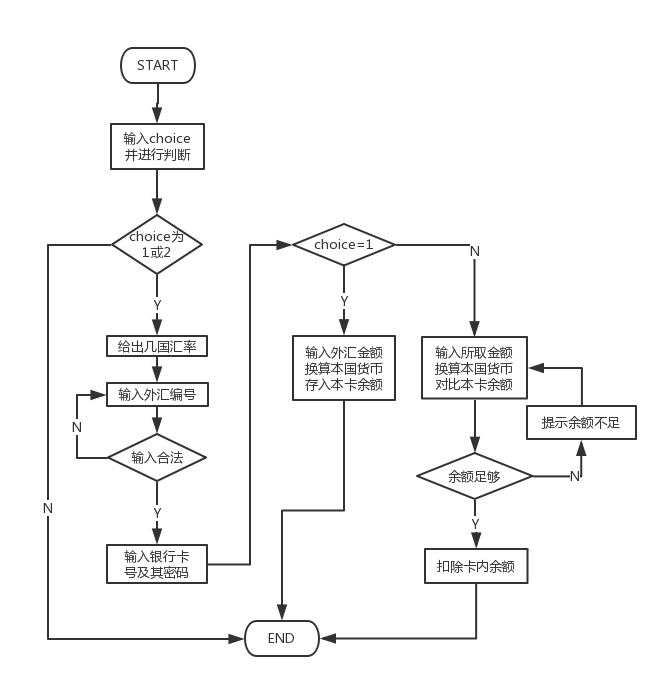 START
输入choice
并进行判断
choice为
1或2
Y
给出几国汇率
输入外汇编号
N
输入合法
N
Y
输入银行卡
号及其密码
choice=1
N
Y
输入外汇金额
换算本国货币
存入本卡余额
输入所取金额
换算本国货币
对比本卡余额
提示余额不足
余额足够
N
Y
扣除卡内余额
END